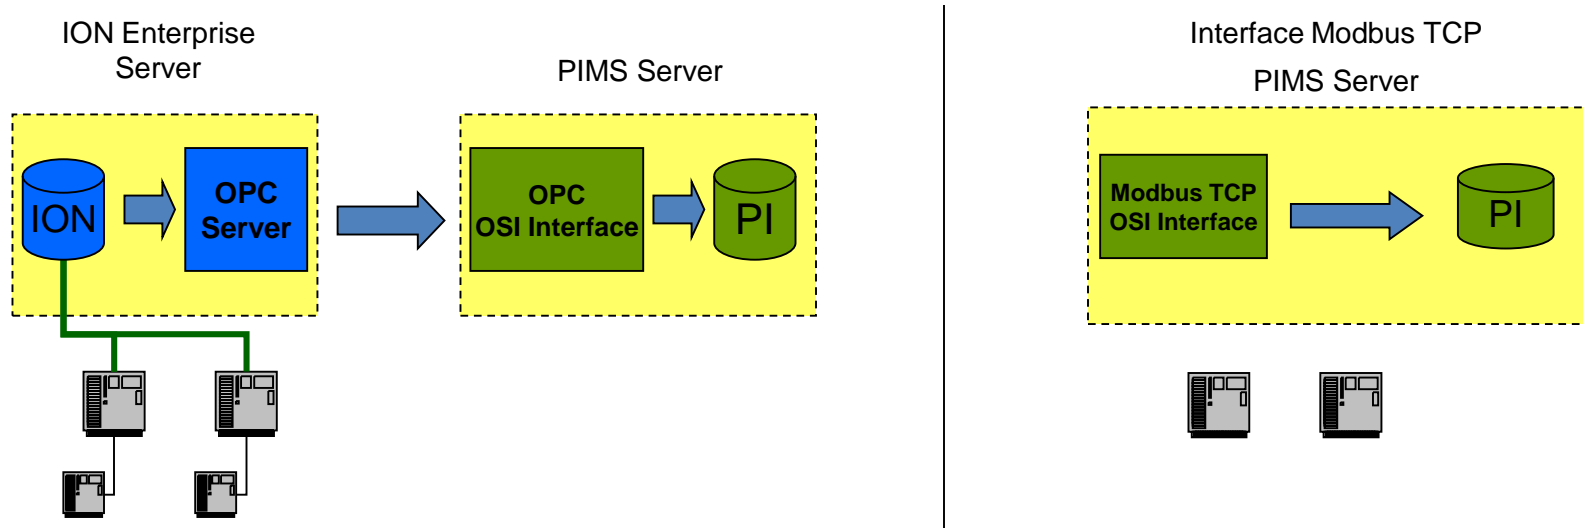 ION Enterprise
Server
PIMS Server
ION
OPC
Server
OPC
OSI Interface
PI
Interface Modbus TCP
PIMS Server
Modbus TCP
OSI Interface
PI